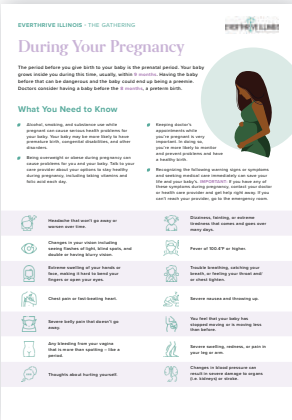 EVERTHRIVE ILLINOIS • THE GATHERING
EVERTHRIVE ILLINOIS
During Your Pregnancy
The period before you give birth to your baby is the prenatal period. Your baby
grows inside you during this time, usually, within 9 months. Having the baby
before that can be dangerous and the baby could end up being a preemie.
Doctors consider having a baby before the 8 months, a preterm birth.
What You Need to Know
Alcohol, smoking, and substance use while
pregnant can cause serious health problems for
your baby. Your baby may be more likely to have
premature birth, congenital disabilities, and other
disorders.
Being overweight or obese during pregnancy can
cause problems for you and your baby. Talk to your
care provider about your options to stay healthy
during pregnancy, including taking vitamins and
folic acid each day.
Keeping doctor's
appointments while
you're pregnant is very
important. In doing so,
you're more likely to monitor
and prevent problems and have
a healthy birth.
Recognizing the following warning signs or symptoms
and seeking medical care immediately can save your
life and your baby's. IMPORTANT: If you have any of
these symptoms during pregnancy, contact your doctor
or health care provider and get help right away. If you
can't reach your provider, go to the emergency room.
Headache that won't go away or
worsen over time.
Dizziness, fainting, or extreme
tiredness that comes and goes over
many days.
Changes in your vision including
seeing flashes of light, blind spots, and
double or having blurry vision.
Fever of 100.4°F or higher.
Extreme swelling of your hands or
face, making it hard to bend your
fingers or open your eyes.
Trouble breathing, catching your
breath, or feeling your throat and/
or chest tighten.
Chest pain or fast-beating heart.
Severe nausea and throwing up.
Severe belly pain that doesn't go
away.
You feel that your baby has
stopped moving or is moving less
than before.
Any bleeding from your vagina
that is more than spotting – like a
period.
Severe swelling, redness, or pain in
your leg or arm.
Thoughts about hurting yourself.
Changes in blood pressure can
result in severe damage to organs
(i.e. kidneys) or stroke.